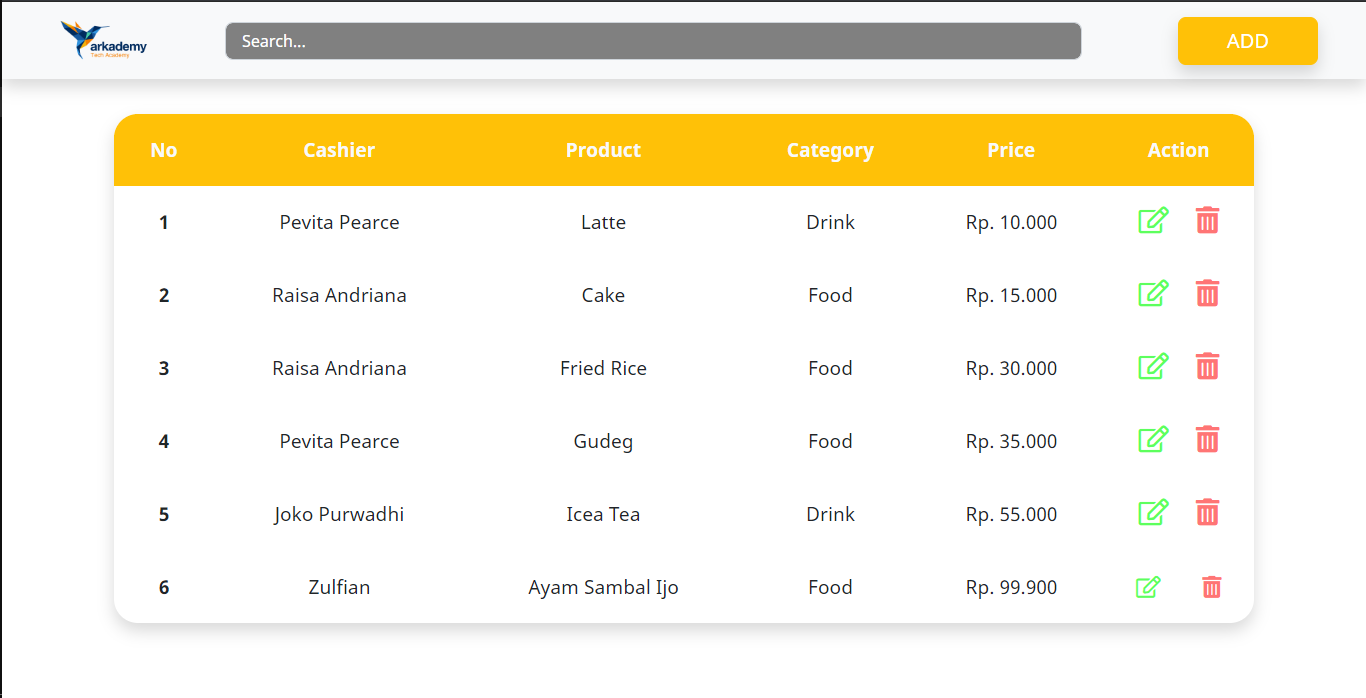 arkademy
Tech Academy
Search...
ADD
No Cashier Product Category Price Action
1 Pevita Pearce Latte Drink Rp. 10.000
2 Raisa Andriana Cake Food Rp. 15.000
3 Raisa Andriana Fried Rice Food Rp. 30.000
4 Pevita Pearce Gudeg Food Rp. 35.000
5 Joko Purwadhi Icea Tea Drink Rp. 55.000
6 Zulfian Ayam Sambal Ijo Food Rp. 99.900